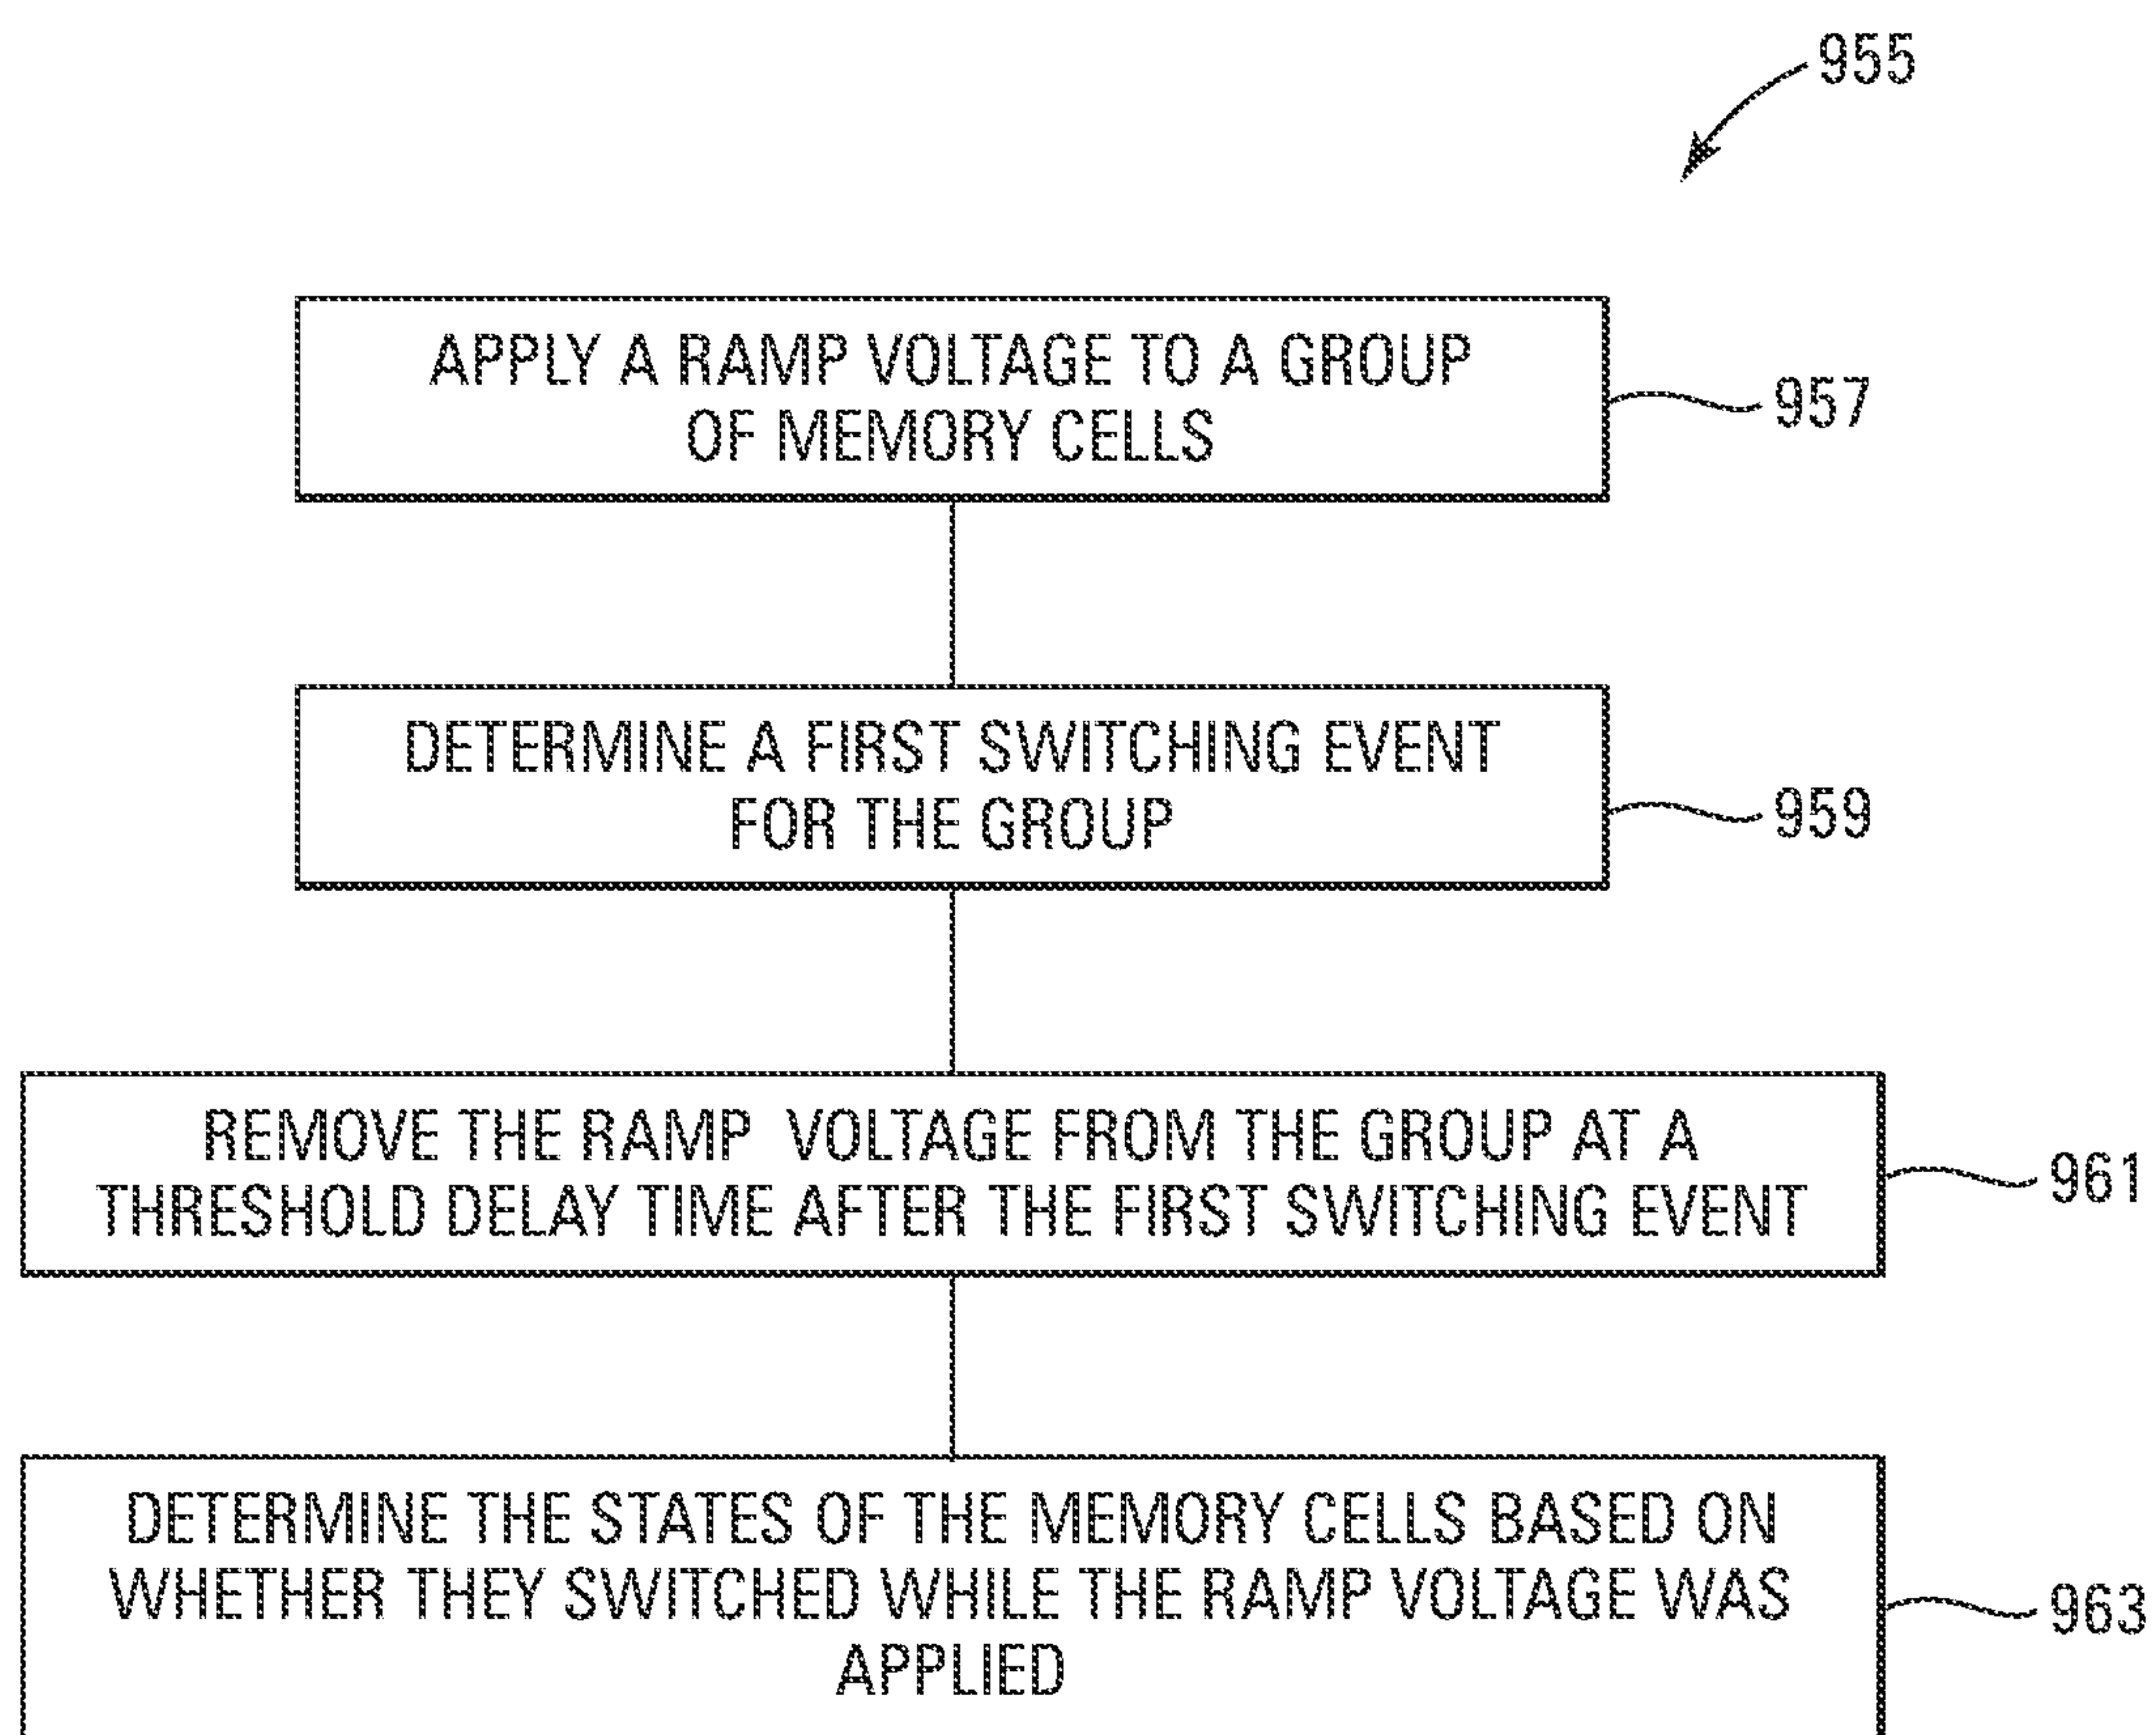 955
APPLY A RAMP VOLTAGE TO A GROUP
OF MEMORY CELLS
957
DETERMINE A FIRST SWITCHING EVENT
FOR THE GROUP
959
REMOVE THE RAMP VOLTAGE FROM THE GROUP AT A
THRESHOLD DELAY TIME AFTER THE FIRST SWITCHING EVENT
961
DETERMINE THE STATES OF THE MEMORY CELLS BASED ON
WHETHER THEY SWITCHED WHILE THE RAMP VOLTAGE WAS
APPLIED
963